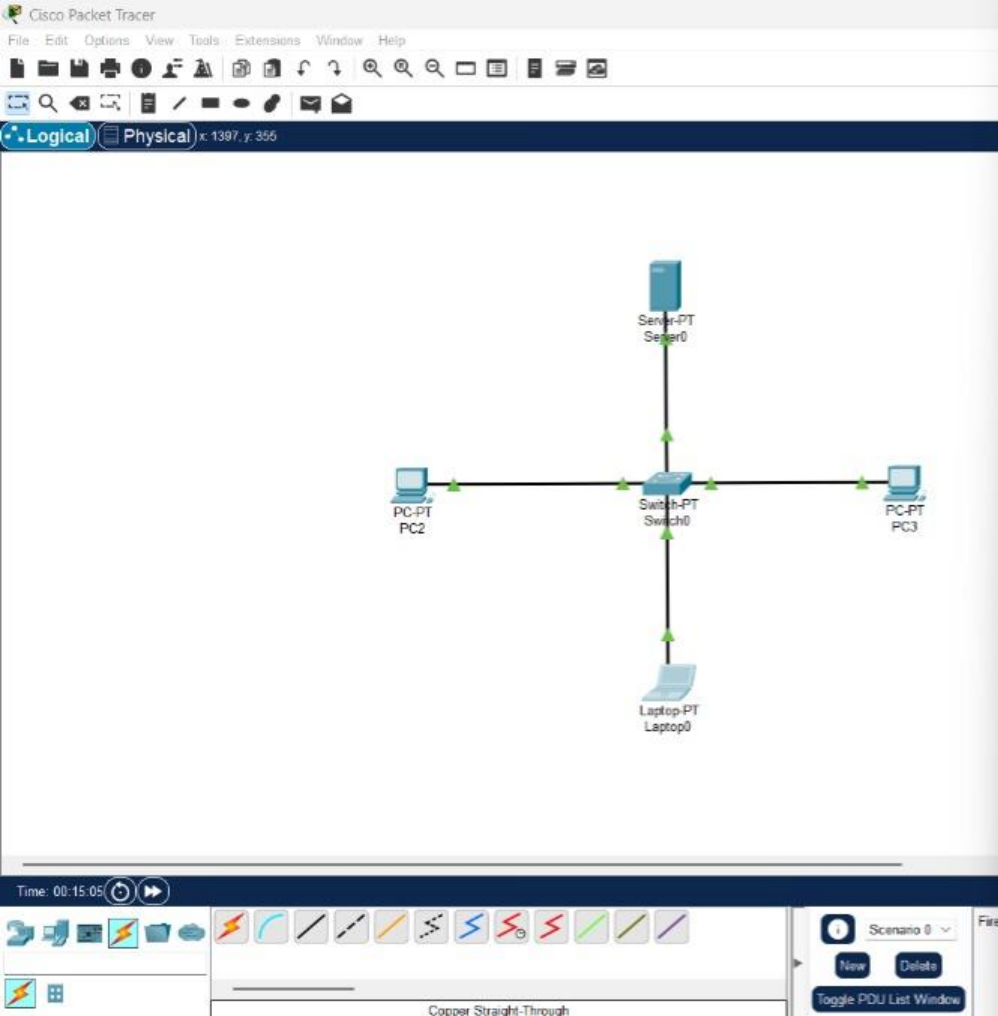 Cisco Packet Tracer
File Edit Options View Tools Extensions Window Help
Logical Physical x: 1397, y: 355
Server-PT
Server0
PC-PT
PC2
Switch-PT
Switch0
PC-PT
PC3
Laptop-PT
Laptop0
Time: 00:15:05
Scenario 0
Fire
New Delete
Toggle PDU List Window
Copper Straight-Through